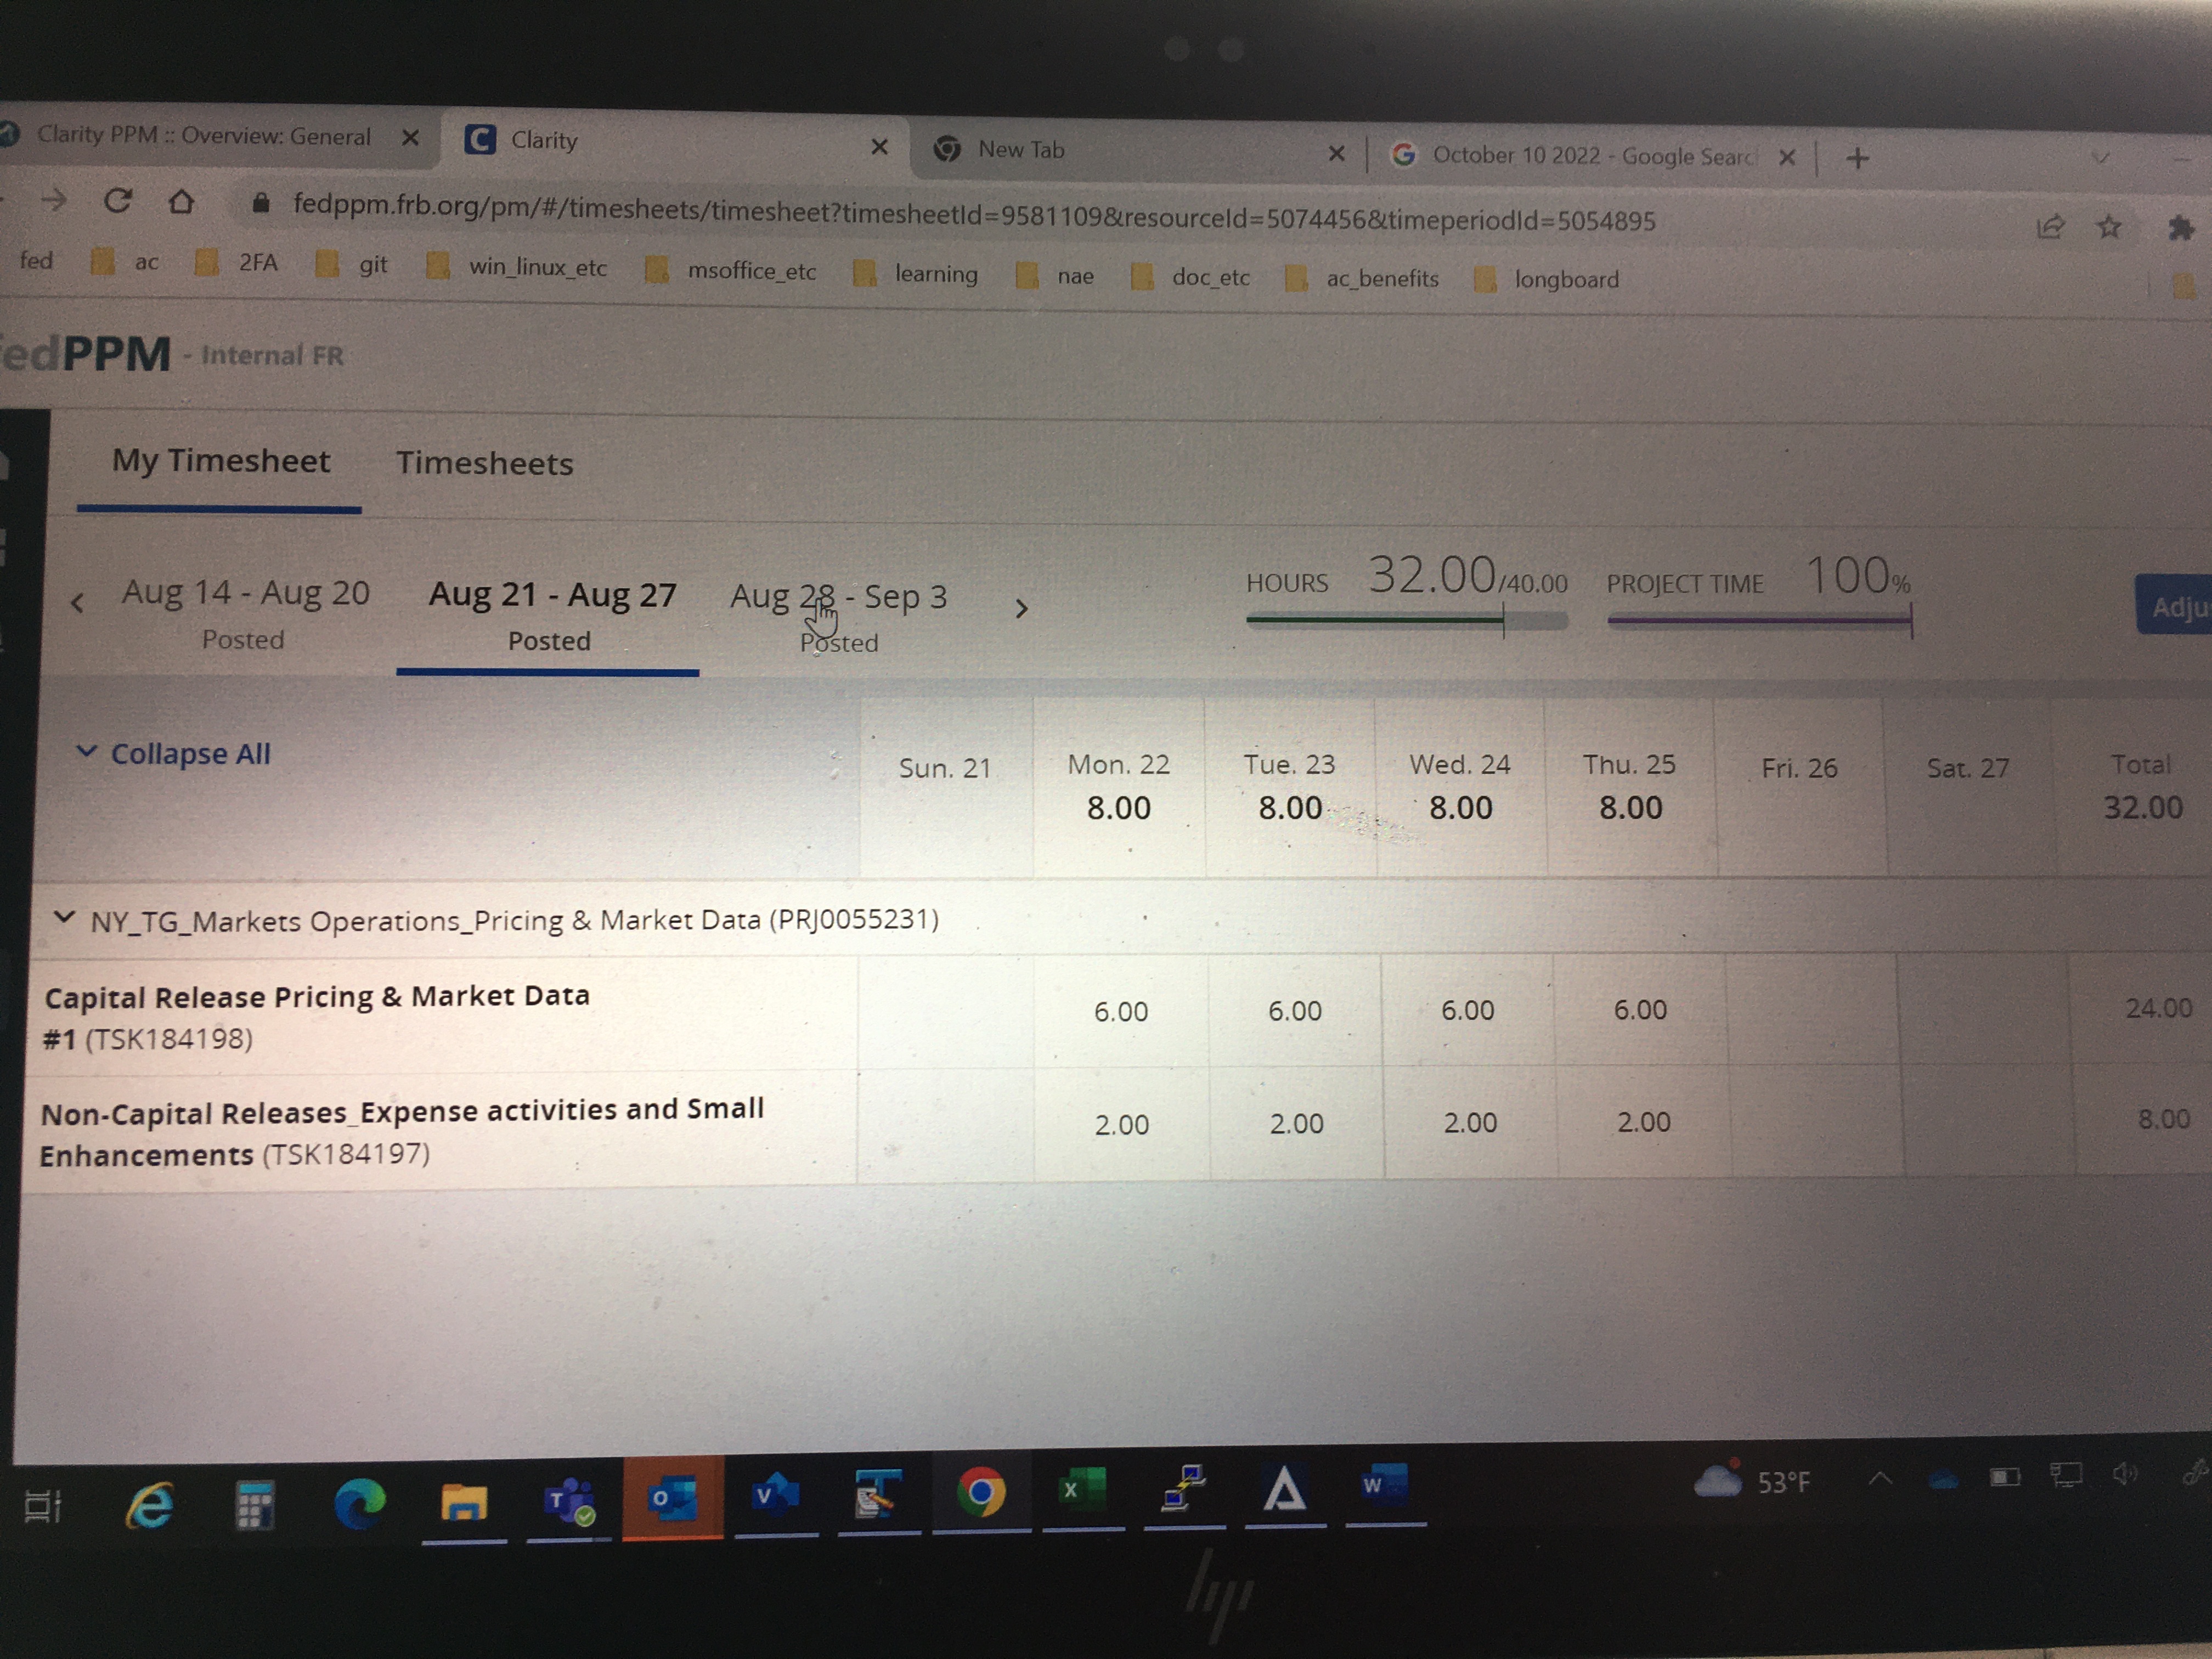 Clarity PPM :: Overview: General
Clarity
New Tab
October 10 2022 - Google Searc
fedppm.frb.org/pm/#/timesheets/timesheet?timesheetId=9581109&resourceId=5074456&timeperiodId=5054895
fed ac 2FA git win_linux_etc msoffice_etc learning nae doc_etc ac_benefits longboard
edPPM - Internal FR
My Timesheet Timesheets
Aug 14 - Aug 20 Aug 21 - Aug 27 Aug 28 - Sep 3 HOURS 32.00/40.00 PROJECT TIME 100% Adju
Posted Posted Posted
Collapse All Sun. 21 Mon. 22 Tue. 23 Wed. 24 Thu. 25 Fri. 26 Sat. 27 Total
8.00 8.00 8.00 8.00 32.00
NY_TG_Markets Operations_Pricing & Market Data (PRJ0055231)
Capital Release Pricing & Market Data
#1 (TSK184198) 6.00 6.00 6.00 6.00 24.00
Non-Capital Releases_Expense activities and Small
Enhancements (TSK184197) 2.00 2.00 2.00 2.00 8.00
53°F
hp